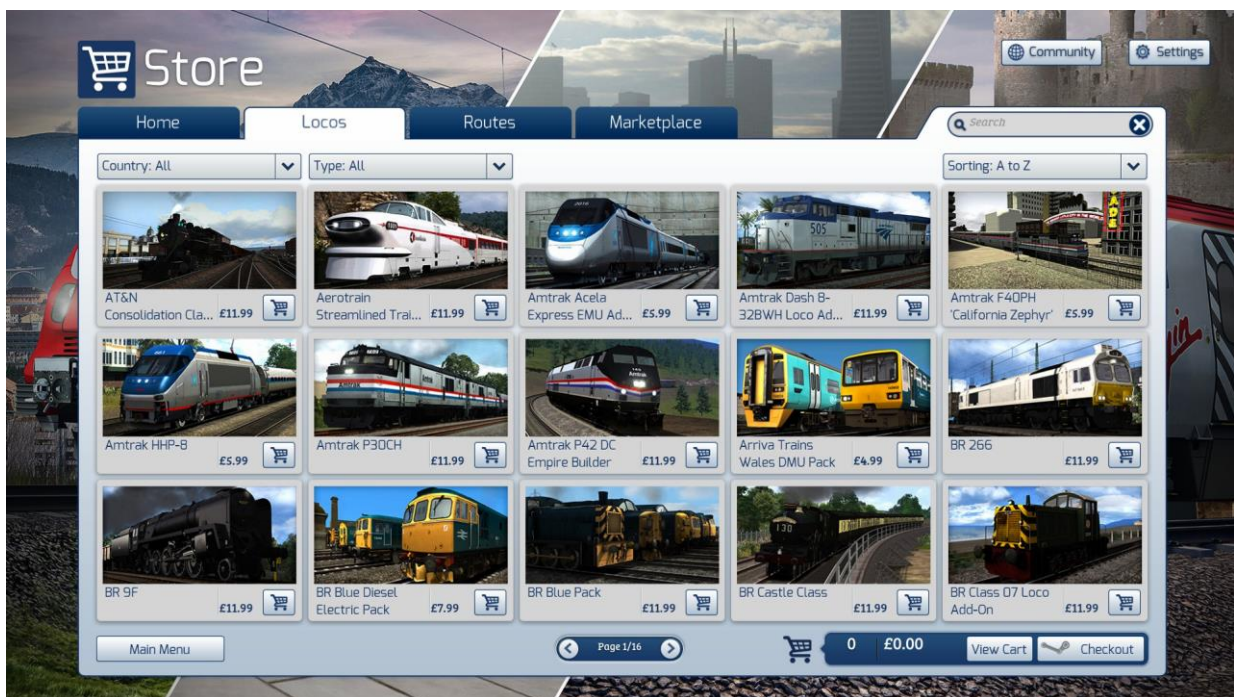 Store
Community
Settings
Home
Locos
Routes
Marketplace
Search
Country: All
Type: All
Sorting: A to Z
AT&N
Consolidation Cla... £11.99
Aerotrain
Streamlined Trai... £11.99
Amtrak Acela
Express EMU Ad... £5.99
Amtrak Dash 8-
32BWH Loco Ad... £11.99
Amtrak F40PH
'California Zephyr' £5.99
505
Amtrak HHP-8
£5.99
Amtrak P30CH
£11.99
Amtrak P42 DC
Empire Builder £11.99
Arriva Trains
Wales DMU Pack £4.99
BR 266
£11.99
BR 9F
£11.99
BR Blue Diesel
Electric Pack £7.99
BR Blue Pack
£11.99
BR Castle Class
£11.99
BR Class 07 Loco
Add-On £11.99
130
Main Menu
Page 1/16
0 £0.00
View Cart
Checkout